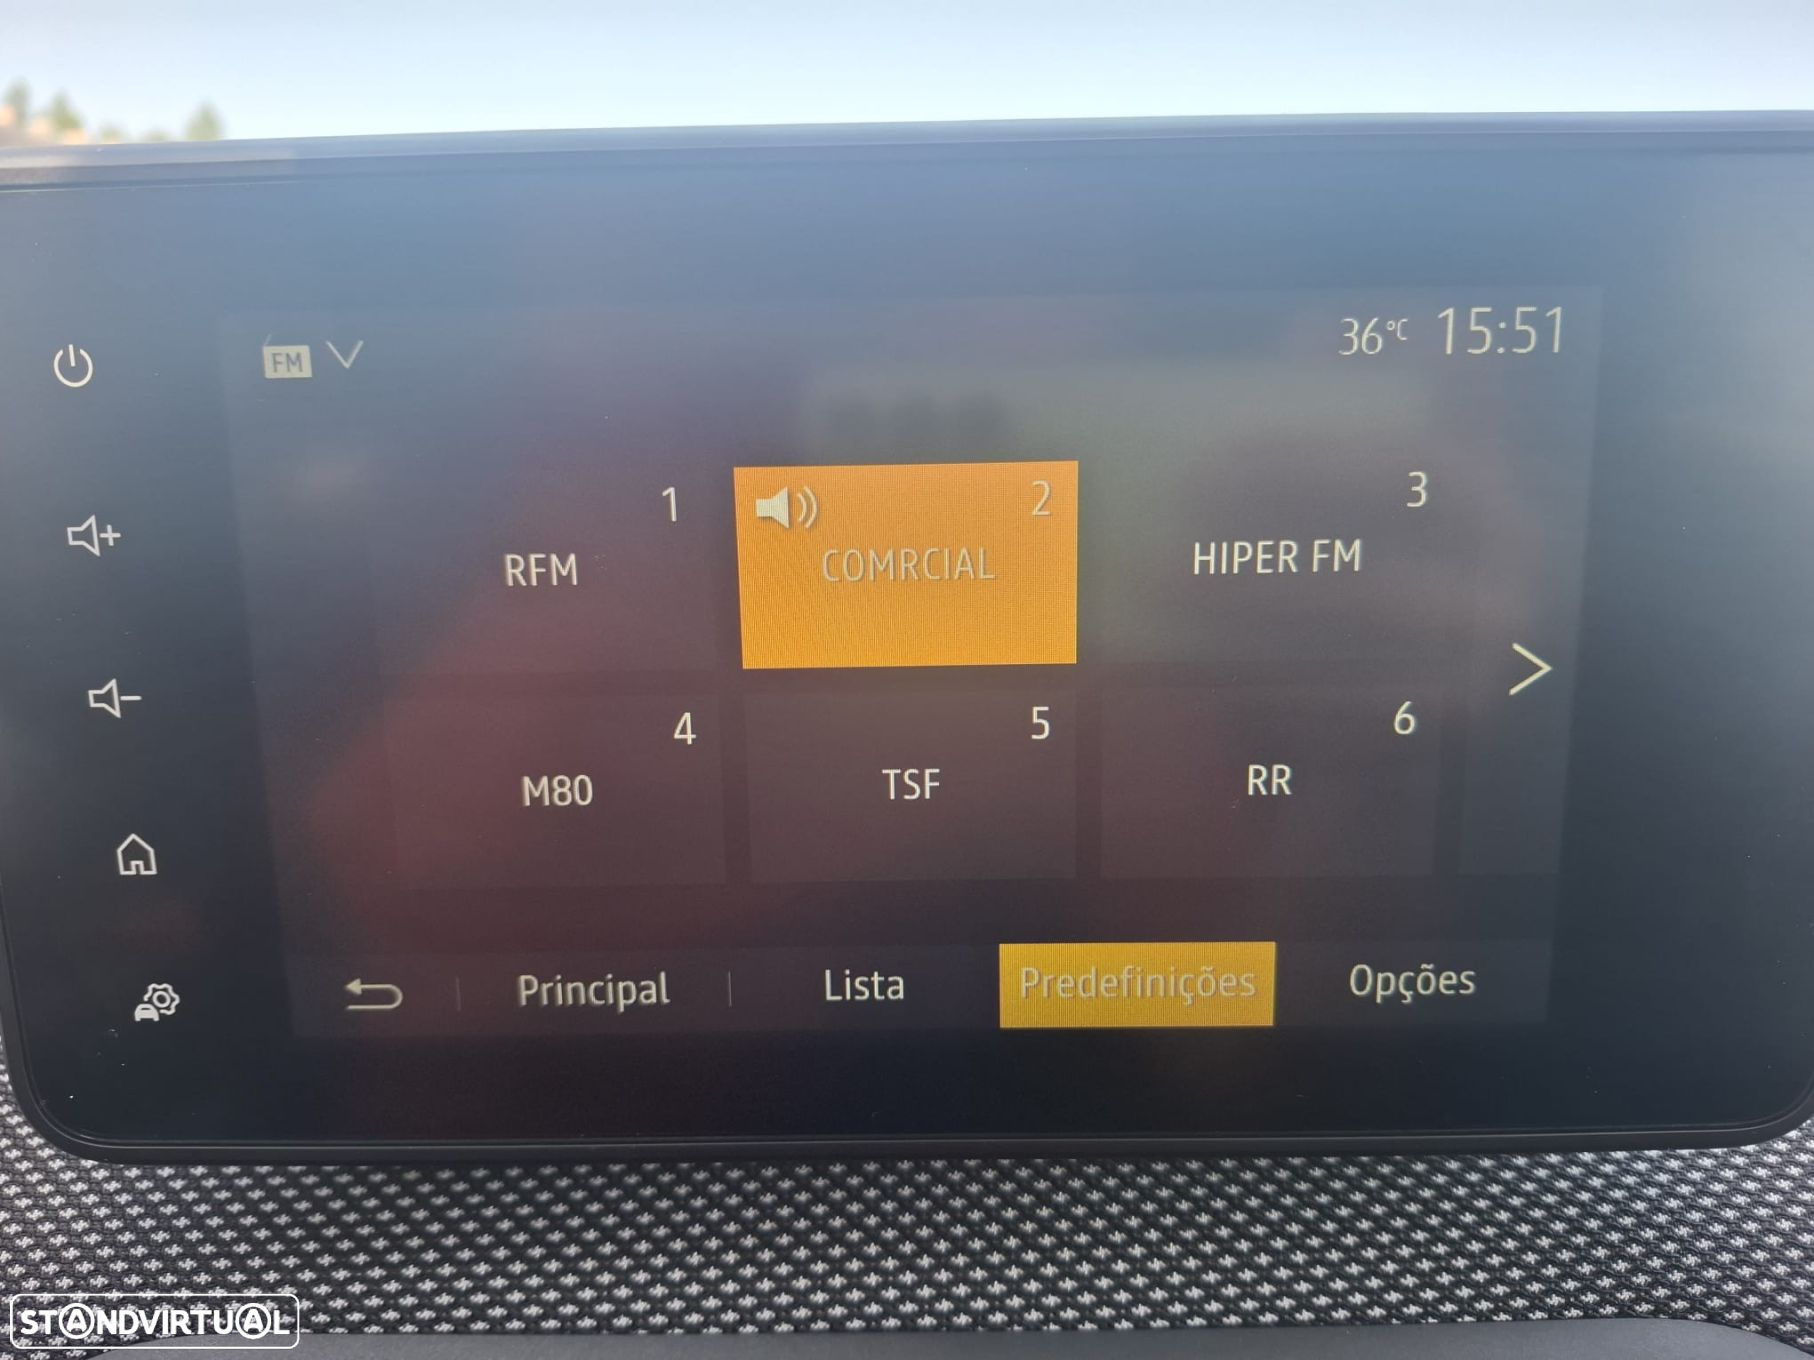 FM
36°C 15:51
1
RFM
2
COMRCIAL
3
HIPER FM
4
M80
5
TSF
6
RR
Principal
Lista
Predefinições
Opções
STANDVIRTUAL